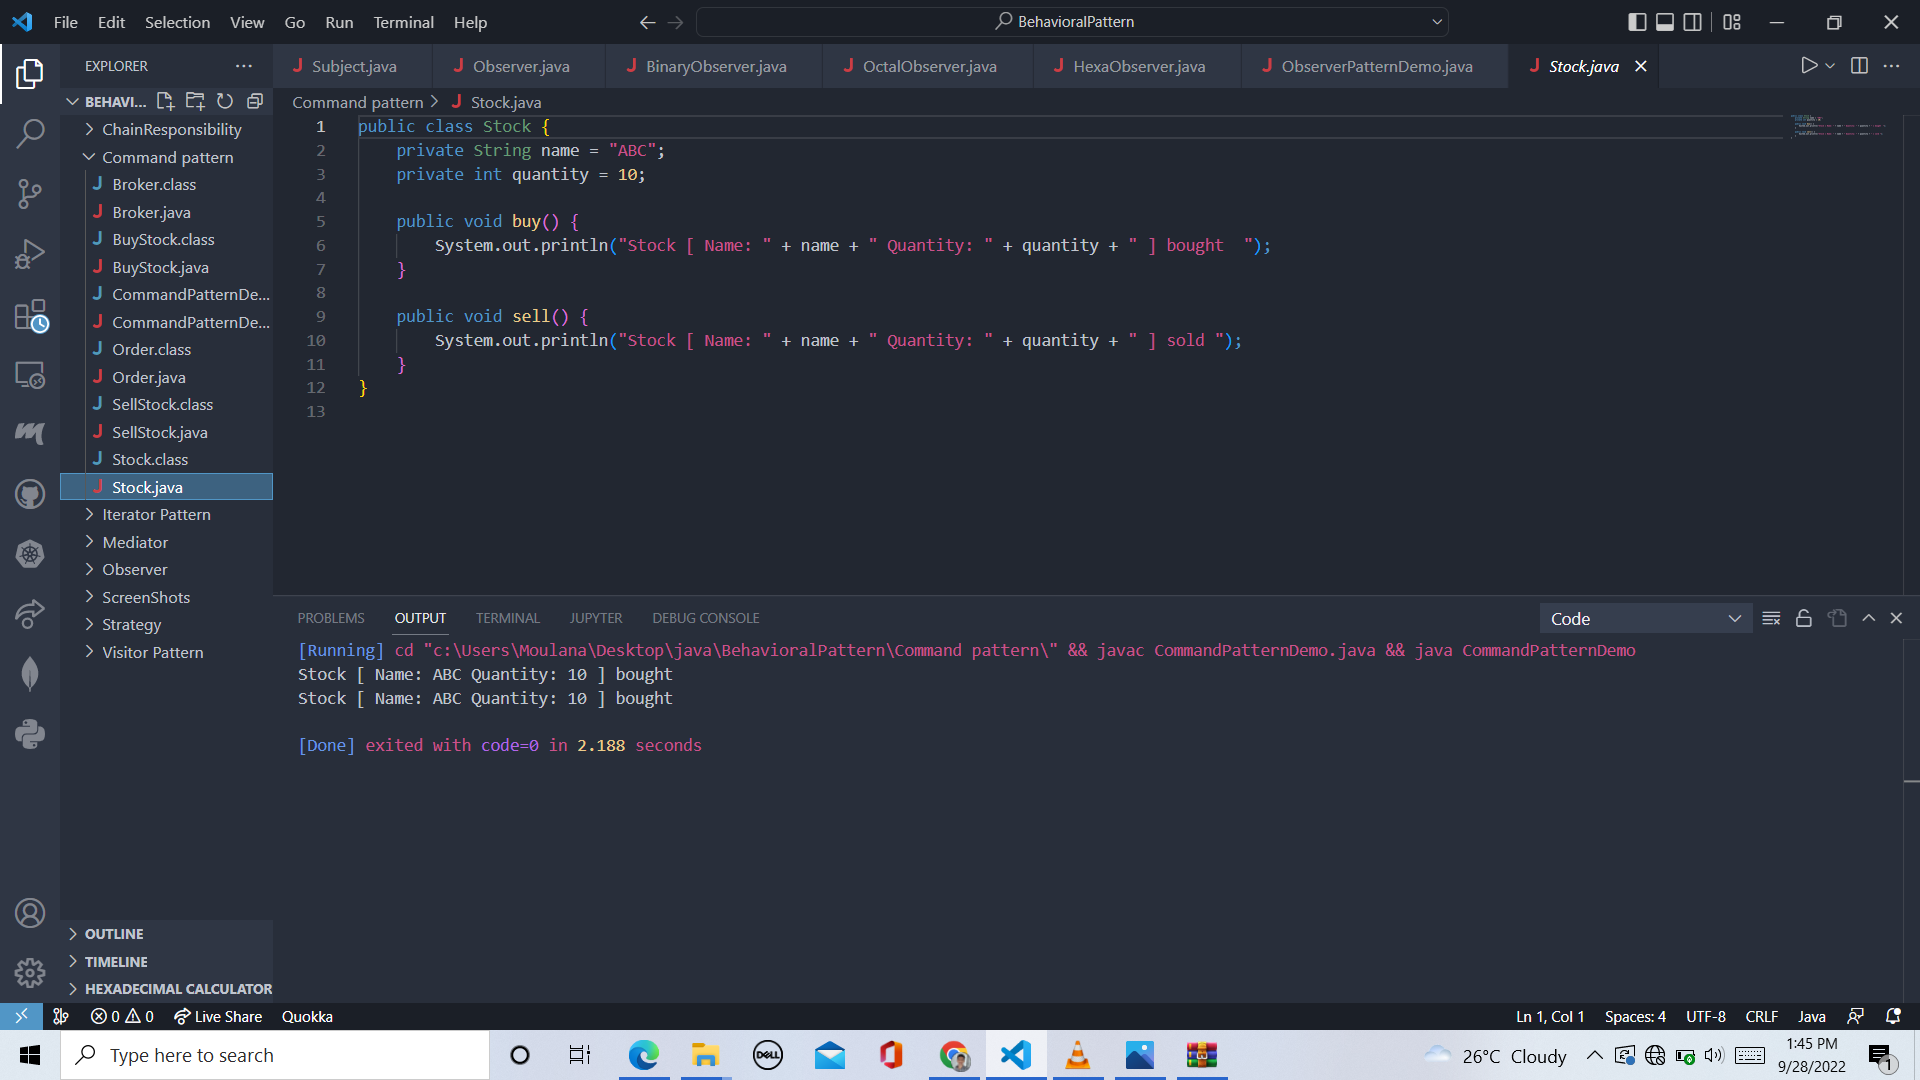 File Edit Selection View Go Run Terminal Help
BehavioralPattern
EXPLORER
Subject.java Observer.java BinaryObserver.java OctalObserver.java HexaObserver.java ObserverPatternDemo.java Stock.java
BEHAVI...
Command pattern > Stock.java
ChainResponsibility
Command pattern
Broker.class
Broker.java
BuyStock.class
BuyStock.java
CommandPatternDe...
CommandPatternDe...
Order.class
Order.java
SellStock.class
SellStock.java
Stock.class
Stock.java
Iterator Pattern
Mediator
Observer
ScreenShots
Strategy
Visitor Pattern
OUTLINE
TIMELINE
HEXADECIMAL CALCULATOR
1 public class Stock {
2 private String name = "ABC";
3 private int quantity = 10;
4
5 public void buy() {
6 System.out.println("Stock [ Name: " + name + " Quantity: " + quantity + " ] bought  ");
7 }
8
9 public void sell() {
10 System.out.println("Stock [ Name: " + name + " Quantity: " + quantity + " ] sold ");
11 }
12 }
13
PROBLEMS OUTPUT TERMINAL JUPYTER DEBUG CONSOLE
Code
[Running] cd "c:\Users\Moulana\Desktop\java\BehavioralPattern\Command pattern\" && javac CommandPatternDemo.java && java CommandPatternDemo
Stock [ Name: ABC Quantity: 10 ] bought
Stock [ Name: ABC Quantity: 10 ] bought
[Done] exited with code=0 in 2.188 seconds
0 0 Live Share Quokka
Ln 1, Col 1 Spaces: 4 UTF-8 CRLF Java
Type here to search
DELL
26°C Cloudy
1:45 PM
9/28/2022
1